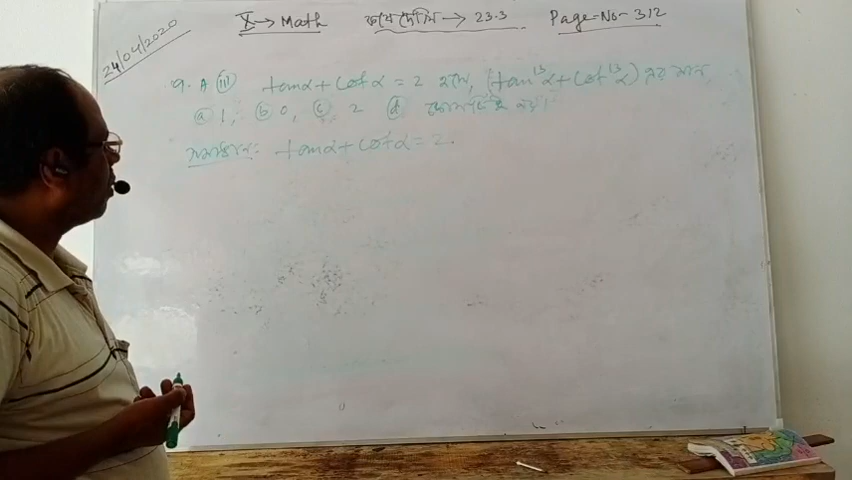 24/04/2020
X → Math কষে দেখি → 23.3 Page-No- 312
9. A (iii) tanα + cotα = 2 হলে, (tan¹³α + cot¹³α) এর মান,
(a) 1, (b) 0, (c) 2 (d) কোনোটিই নয়।
সমাধান:- tanα + cotα = 2.